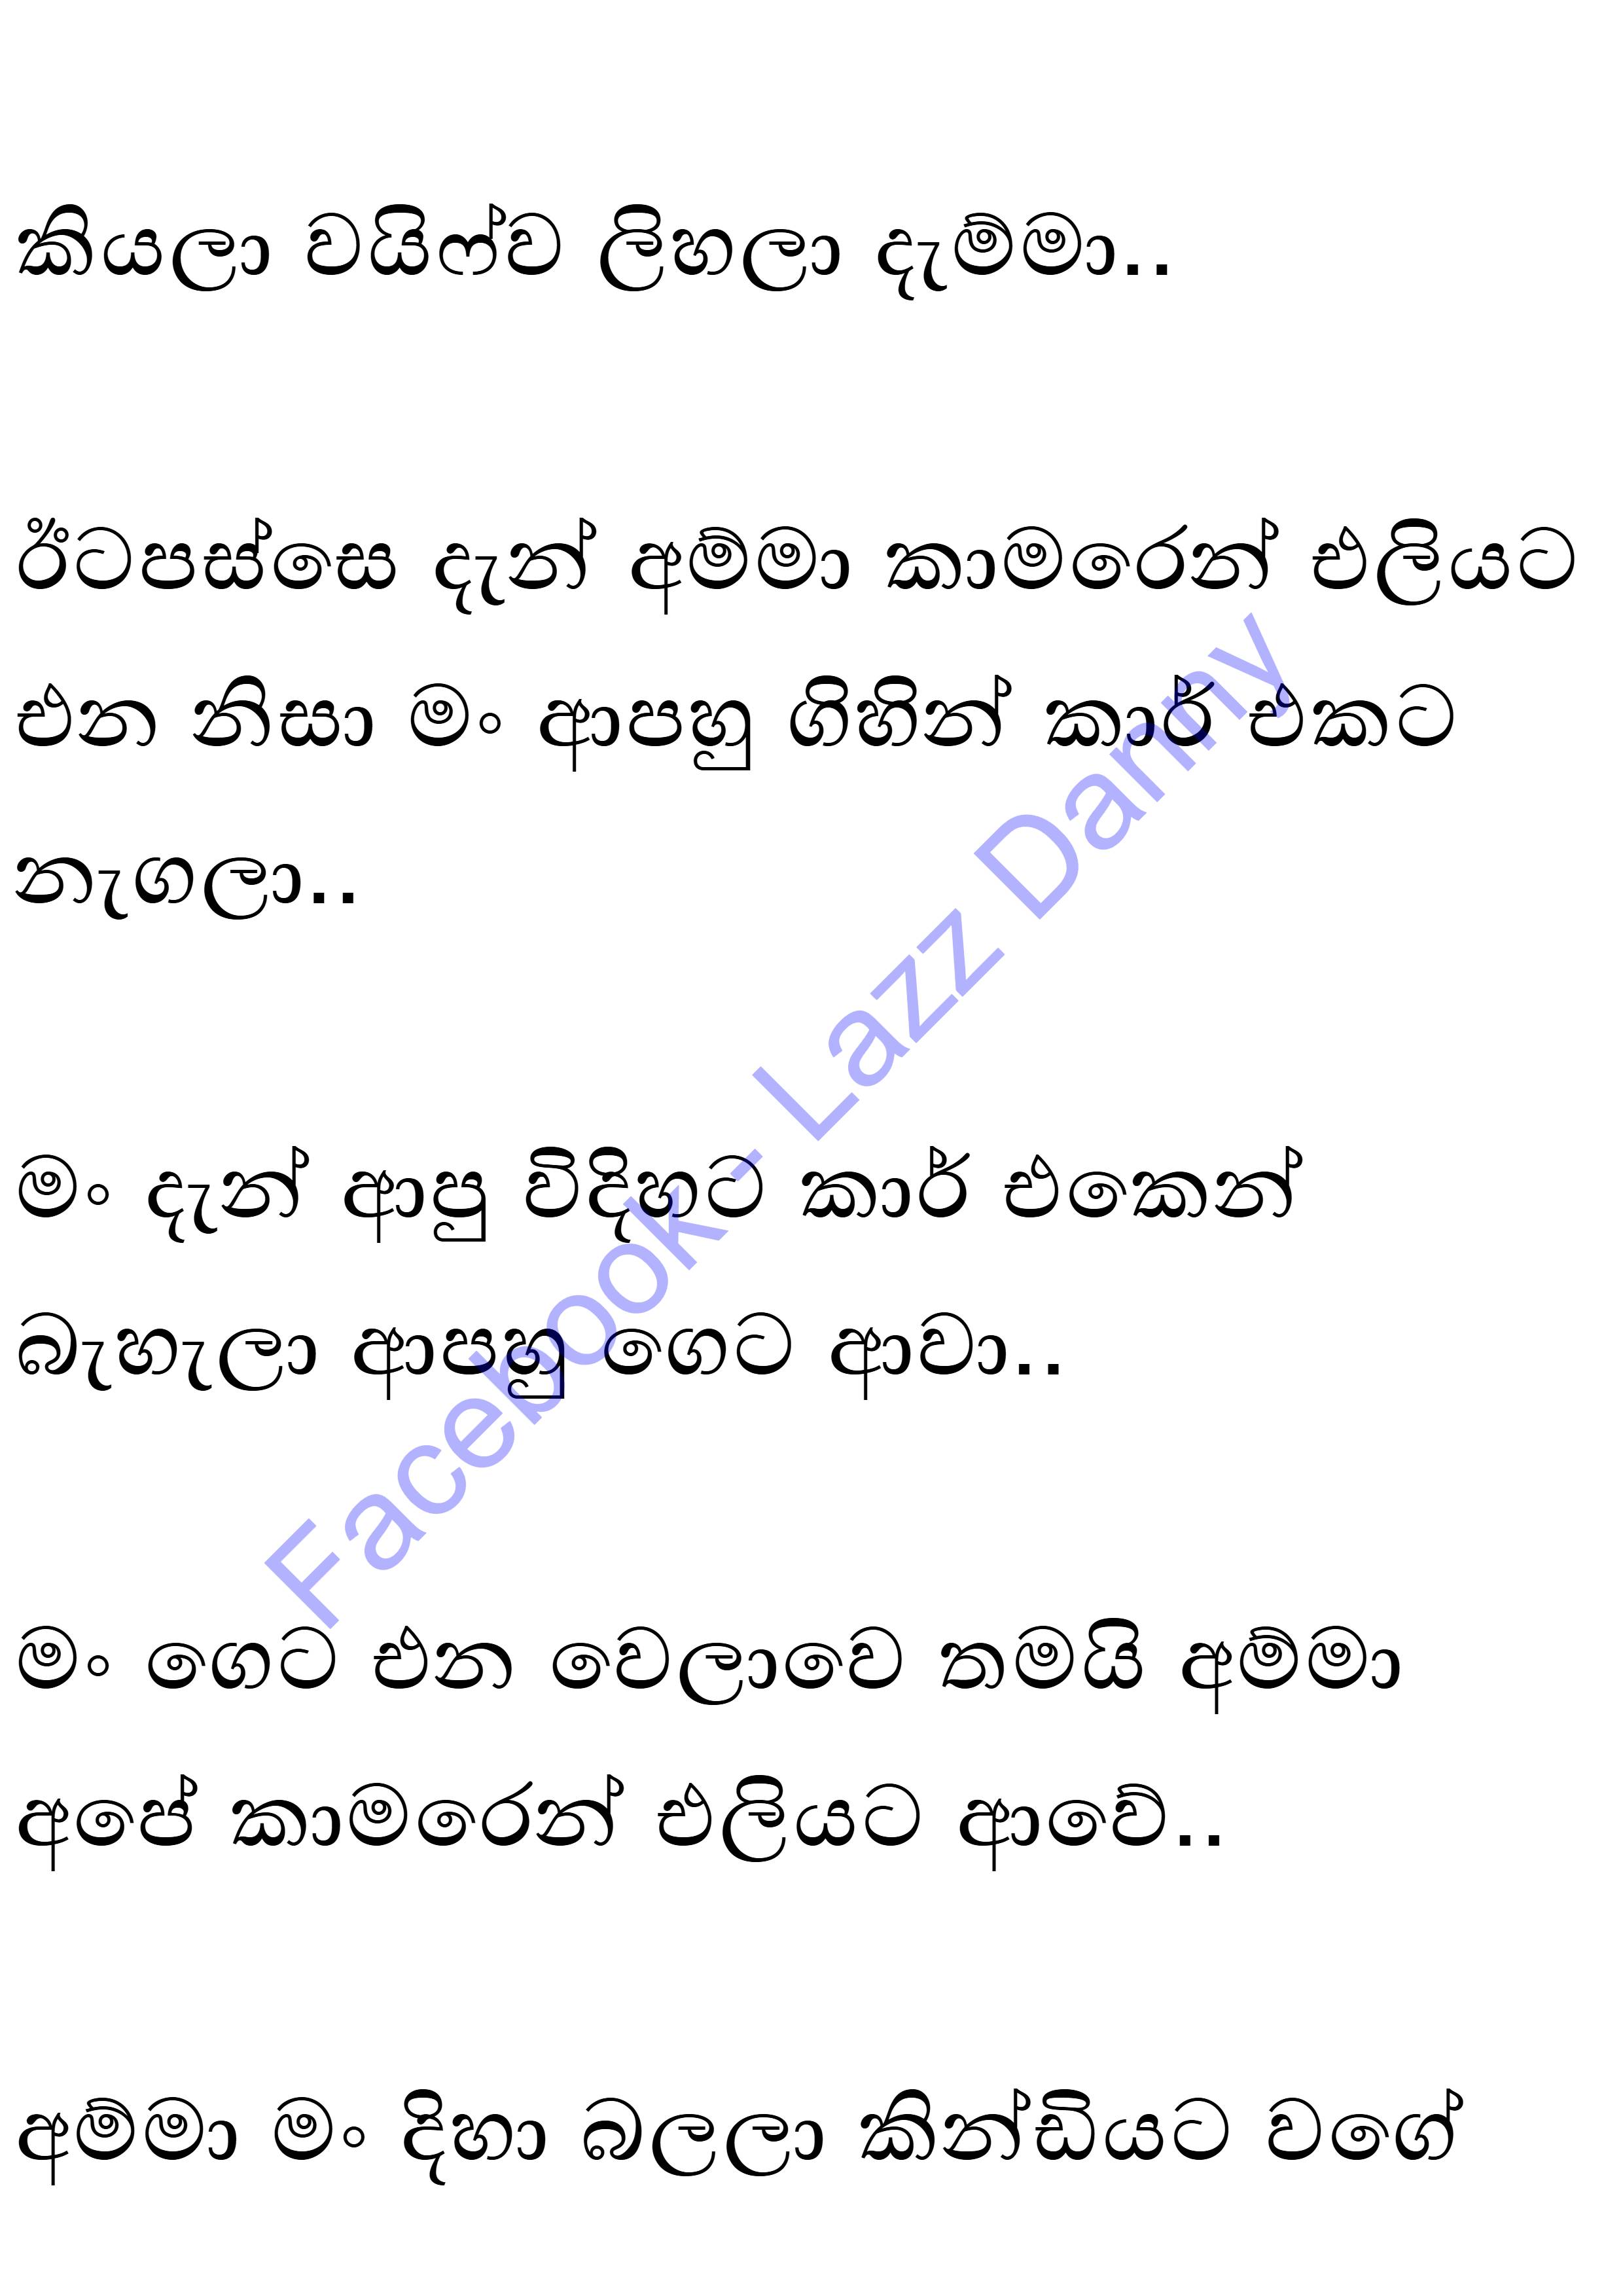 කියලා වයිෆ්ව ලිහලා දැම්මා..
ඊටපස්සෙ දැන් අම්මා කාමරෙන් එලියට
එන නිසා මං ආපහු ගිහින් කාර් එකට
නැගලා..
මං දැන් ආපු විදිහට කාර් එකෙන්
බැහැලා ආපහු ගෙට ආවා..
මං ගෙට එන වෙලාවෙ තමයි අම්මා
අපේ කාමරෙන් එලියට ආවේ..
අම්මා මං දිහා බලලා කින්ඩියට වගේ
Facebook - Lazz Danny